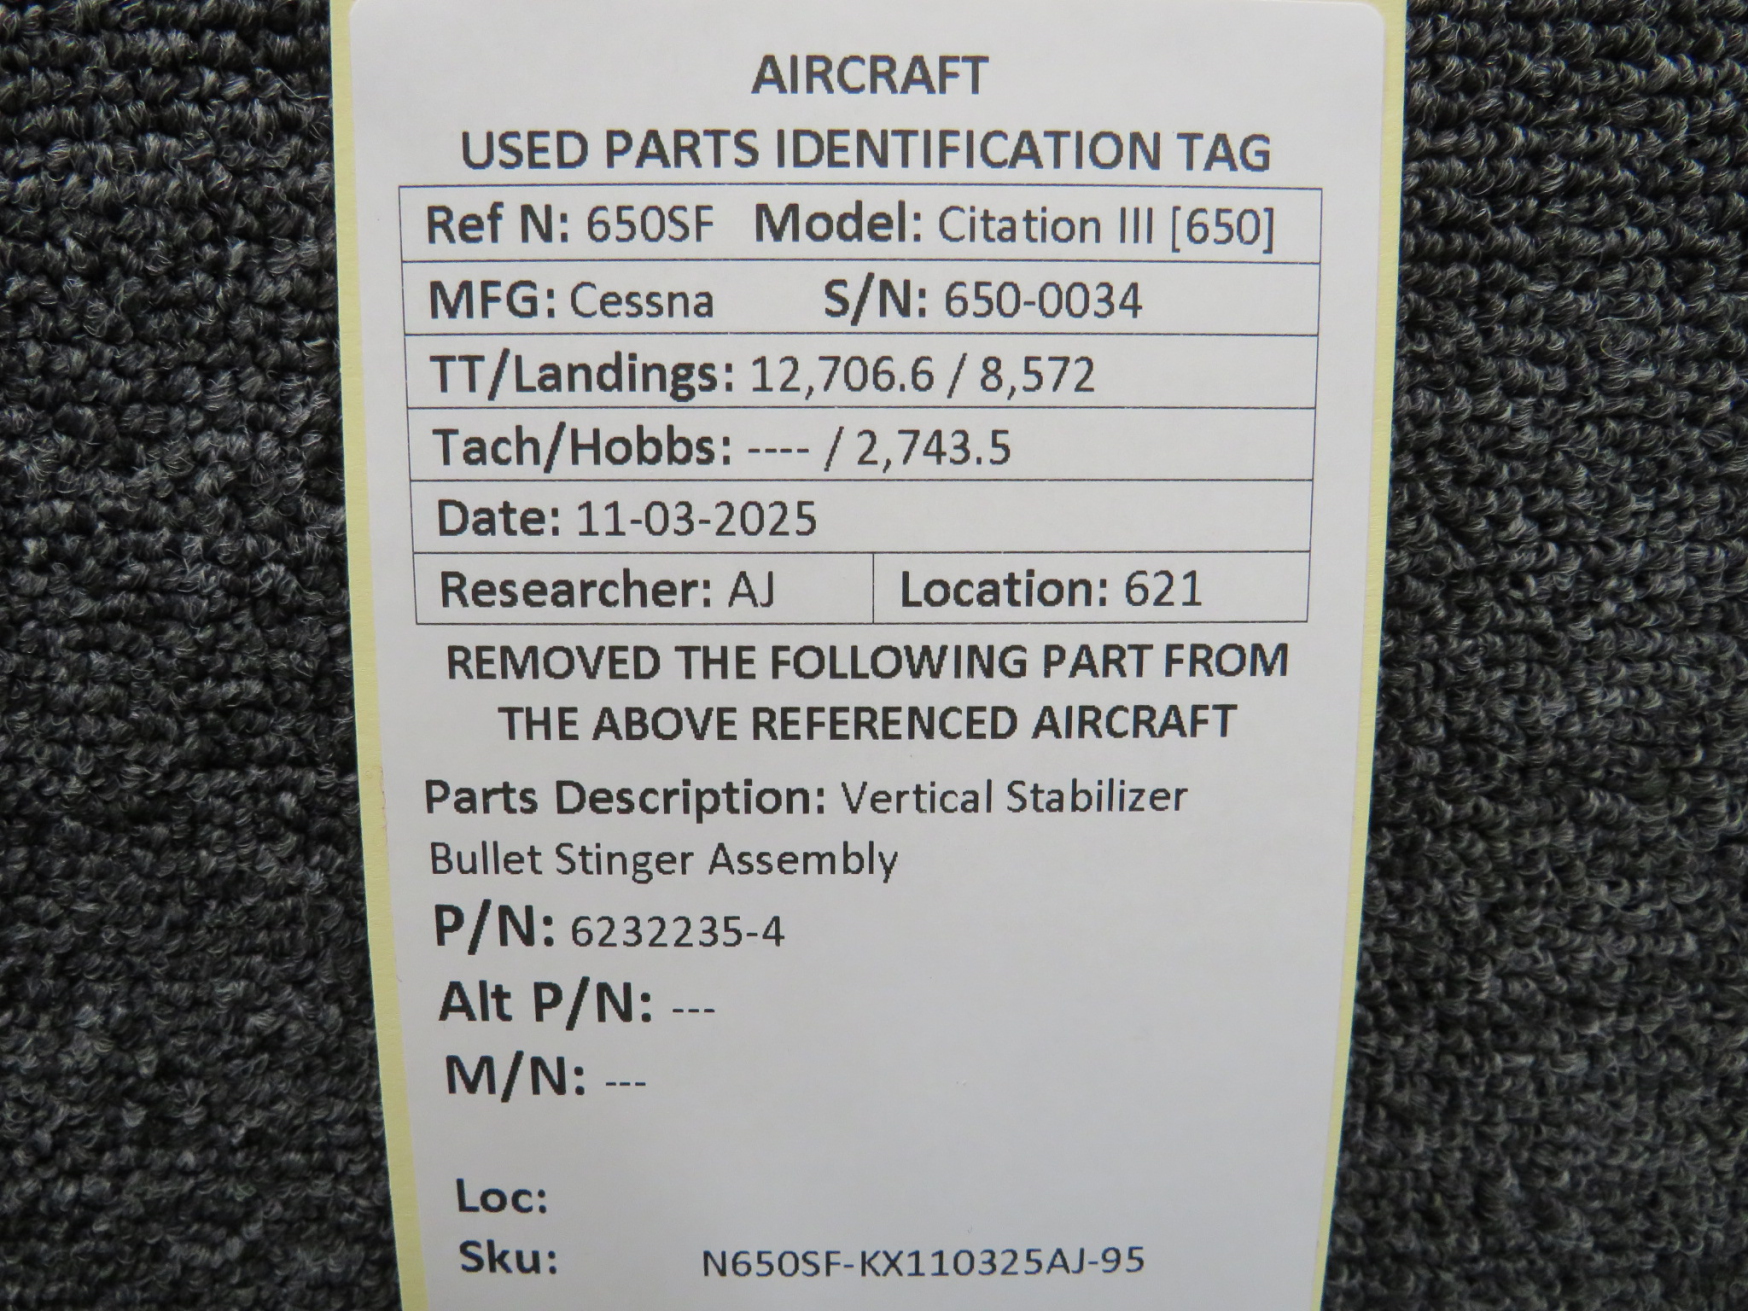 AIRCRAFT
USED PARTS IDENTIFICATION TAG
Ref N: 650SF Model: Citation III [650]
MFG: Cessna S/N: 650-0034
TT/Landings: 12,706.6 / 8,572
Tach/Hobbs: ---- / 2,743.5
Date: 11-03-2025
Researcher: AJ Location: 621
REMOVED THE FOLLOWING PART FROM
THE ABOVE REFERENCED AIRCRAFT
Parts Description: Vertical Stabilizer
Bullet Stinger Assembly
P/N: 6232235-4
Alt P/N: ---
M/N: ---
Loc:
Sku: N650SF-KX110325AJ-95